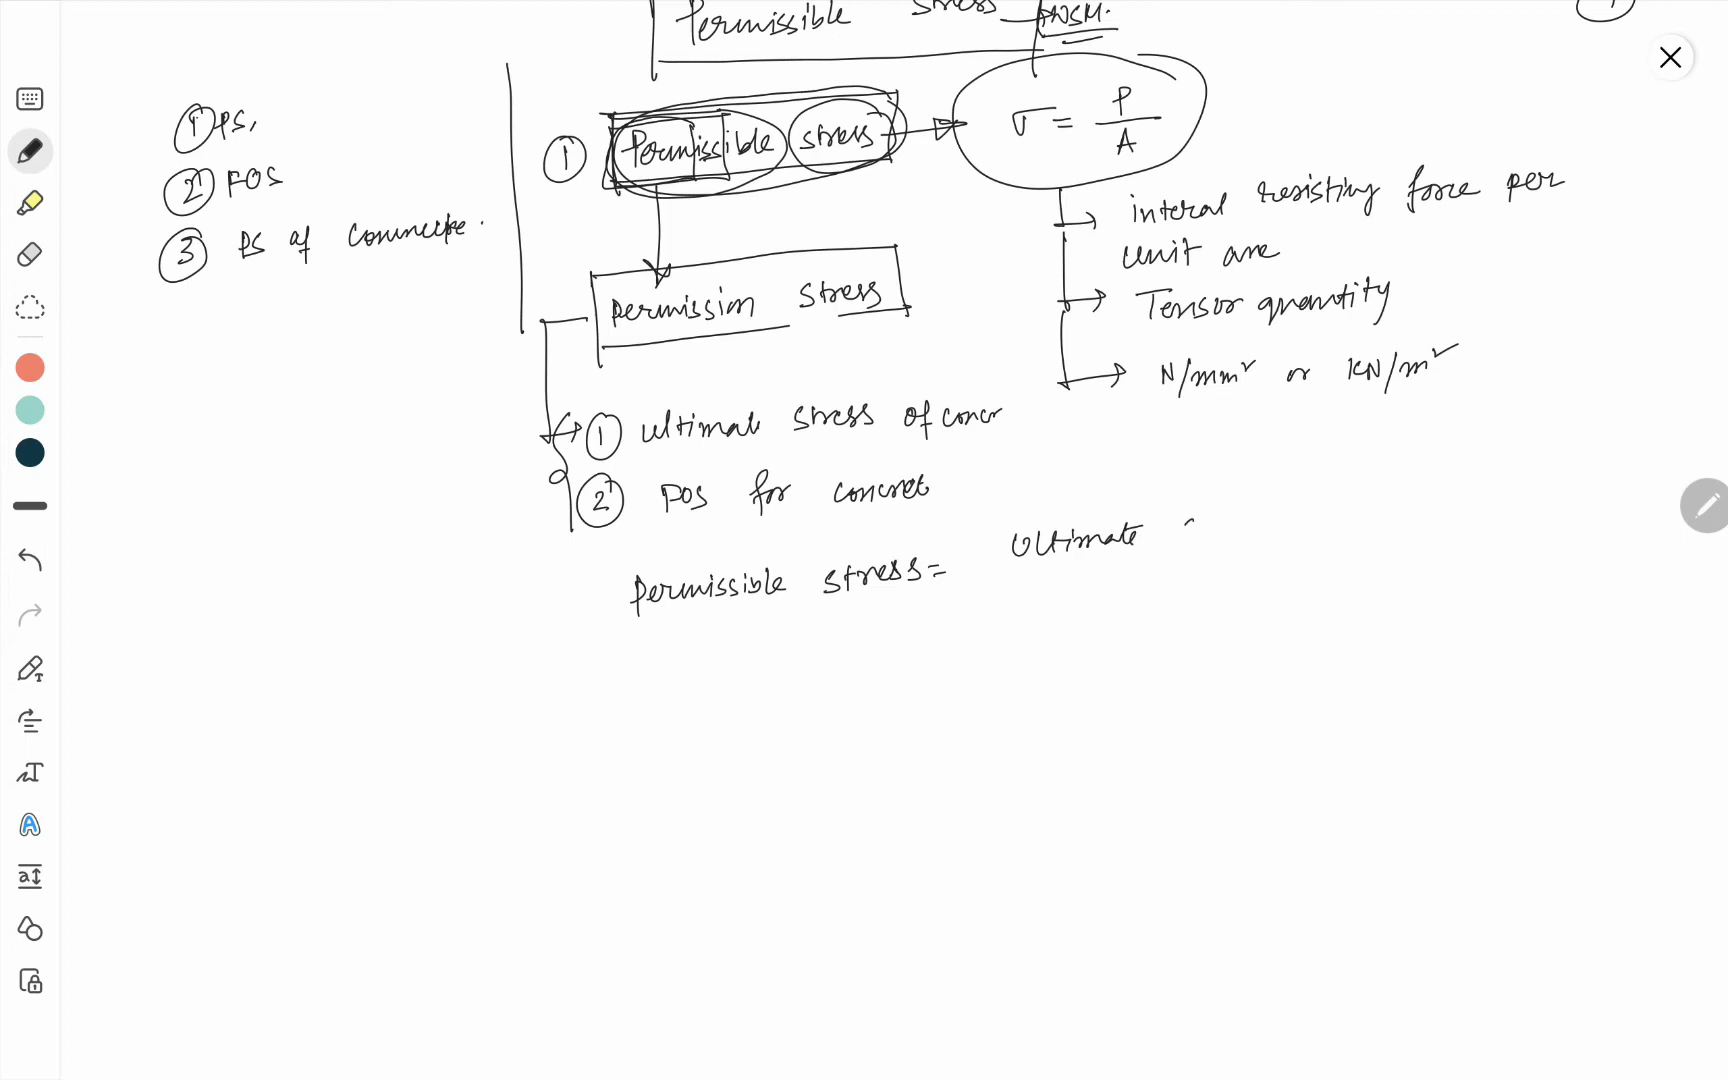 Permissible stress → WSM.
① PS,
② FOS
③ PS of Conncrete.
① Permissible stress → σ = P / A
→ interal resisting force per
unit are
→ Tensor quantity
→ N/mm² or KN/m²
permission stress
① ultimate stress of concr
② FOS for concret
Permissible stress = Ultimate